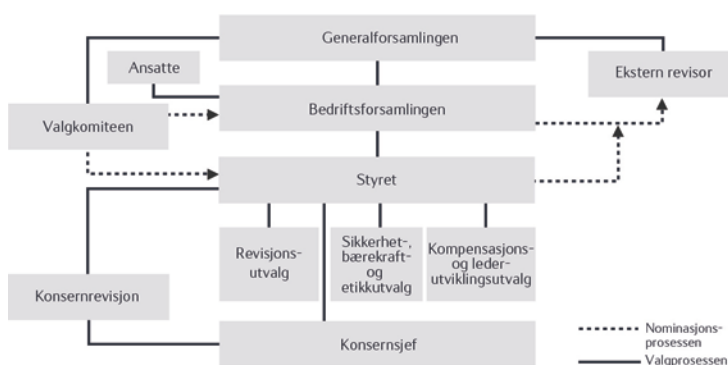 Generalforsamlingen
Ansatte
Ekstern revisor
Bedriftsforsamlingen
Valgkomiteen
Styret
Revisjons-
utvalg
Sikkerhet-,
bærekraft-
og
etikkutvalg
Kompensasjons-
og leder-
utviklingsutvalg
Konsernrevisjon
Konsernsjef
Nominasjons-
prosessen
Valgprosessen